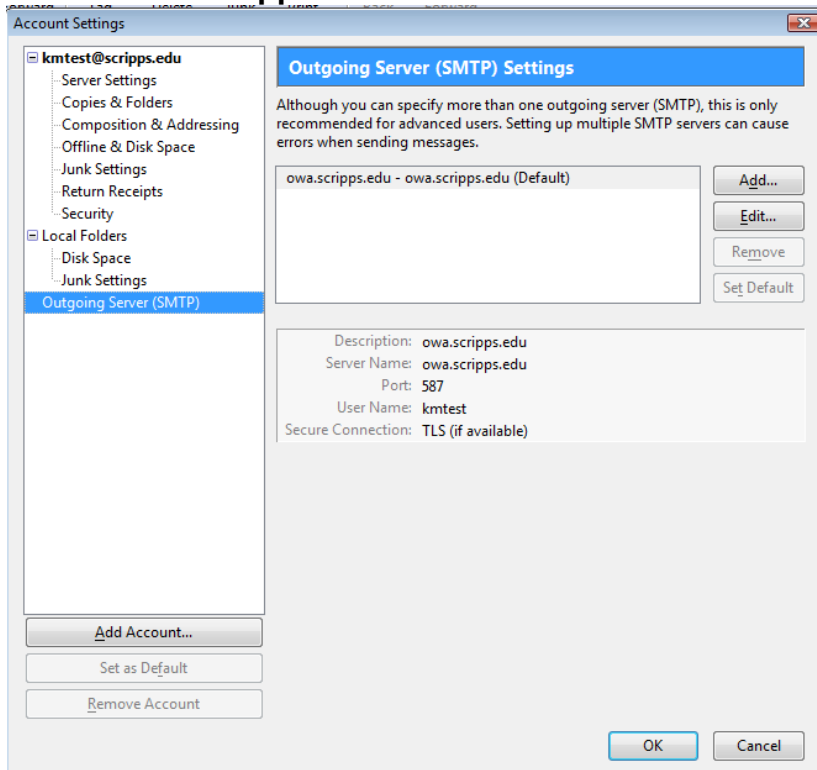 Account Settings
kmtest@scripps.edu
Server Settings
Copies & Folders
Composition & Addressing
Offline & Disk Space
Junk Settings
Return Receipts
Security
Local Folders
Disk Space
Junk Settings
Outgoing Server (SMTP)
Add Account...
Set as Default
Remove Account
Outgoing Server (SMTP) Settings
Although you can specify more than one outgoing server (SMTP), this is only
recommended for advanced users. Setting up multiple SMTP servers can cause
errors when sending messages.
owa.scripps.edu - owa.scripps.edu (Default)
Add...
Edit...
Remove
Set Default
Description: owa.scripps.edu
Server Name: owa.scripps.edu
Port: 587
User Name: kmtest
Secure Connection: TLS (if available)
OK
Cancel